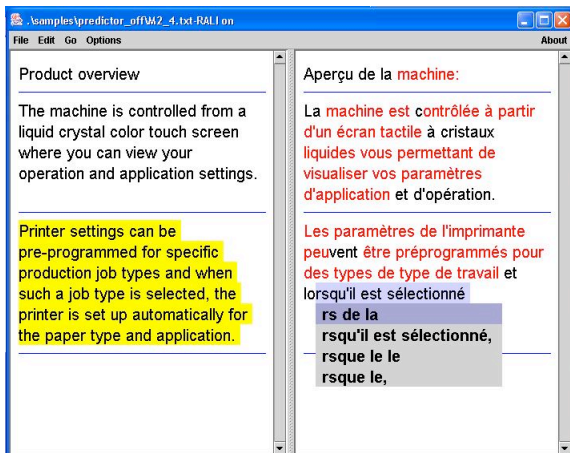 .\samples\predictor_off\M2_4.txt-RALI on
File Edit Go Options About
Product overview
The machine is controlled from a
liquid crystal color touch screen
where you can view your
operation and application settings.
Printer settings can be
pre-programmed for specific
production job types and when
such a job type is selected, the
printer is set up automatically for
the paper type and application.
Aperçu de la machine:
La machine est contrôlée à partir
d'un écran tactile à cristaux
liquides vous permettant de
visualiser vos paramètres
d'application et d'opération.
Les paramètres de l'imprimante
peuvent être préprogrammés pour
des types de type de travail et
lorsqu'il est sélectionné
rs de la
rsqu'il est sélectionné,
rsque le le
rsque le,